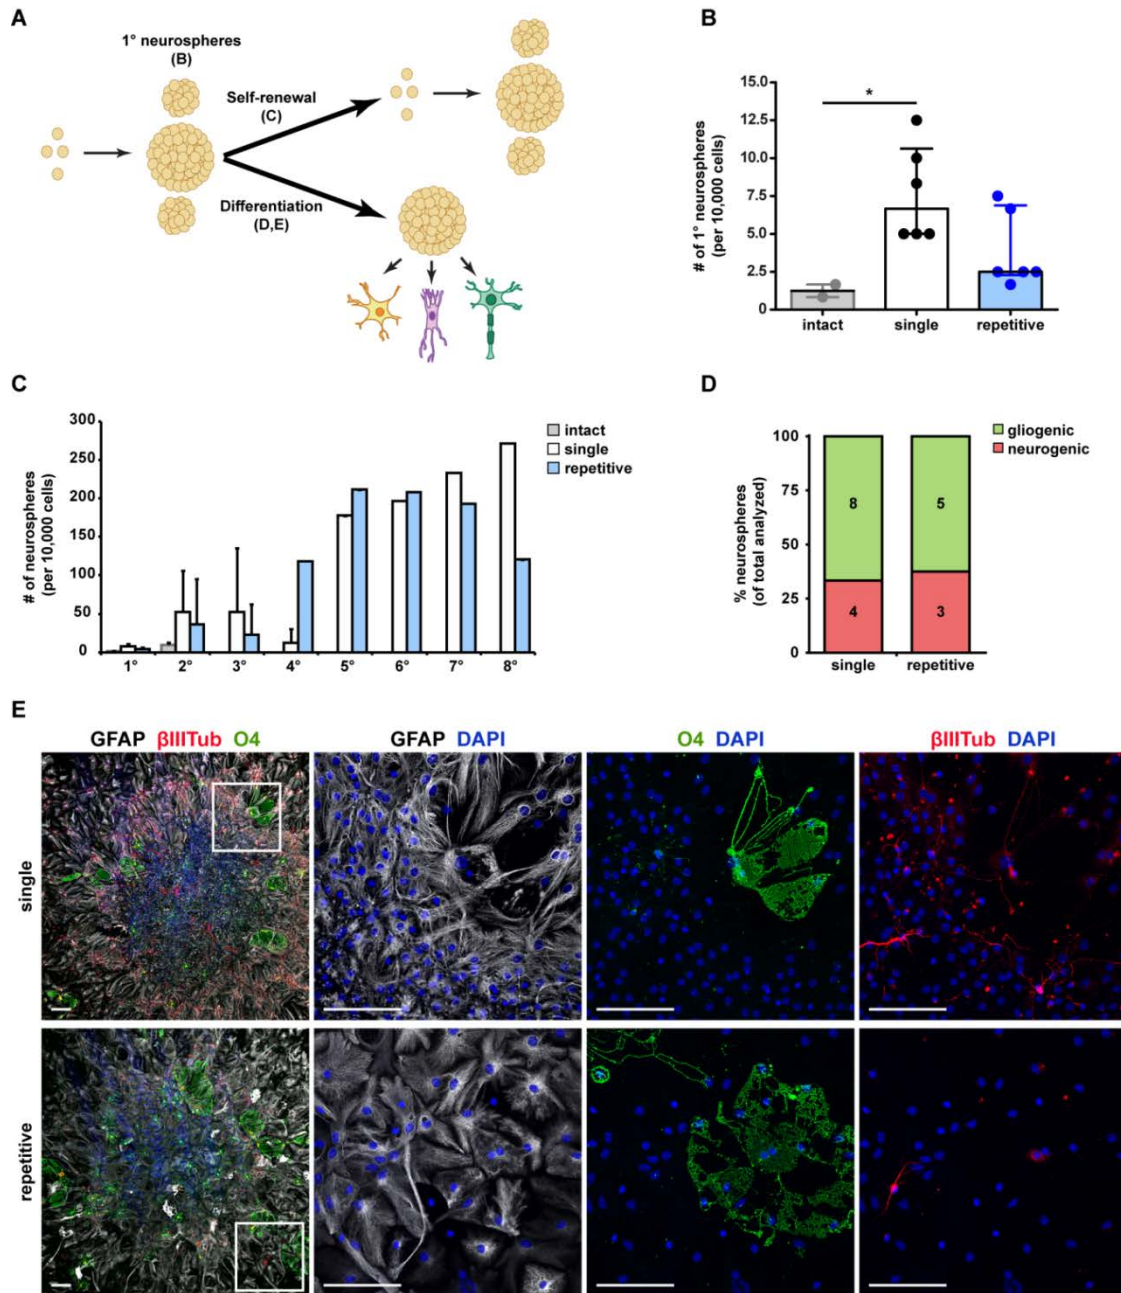 A
1° neurospheres
(B)
Self-renewal
(C)
Differentiation
(D,E)
B
# of 1° neurospheres
(per 10,000 cells)
15.0
12.5
10.0
7.5
5.0
2.5
0
*
intact
single
repetitive
C
# of neurospheres
(per 10,000 cells)
300
250
200
150
100
50
0
1°
2°
3°
4°
5°
6°
7°
8°
intact
single
repetitive
D
% neurospheres
(of total analyzed)
100
75
50
25
0
8
5
4
3
single
repetitive
gliogenic
neurogenic
E
GFAP βIIITub O4
GFAP DAPI
O4 DAPI
βIIITub DAPI
single
repetitive